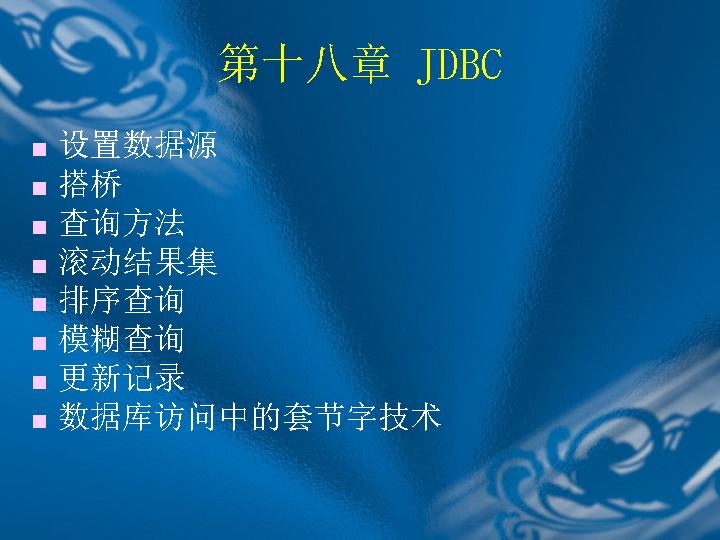 第十八章 JDBC
设置数据源
搭桥
查询方法
滚动结果集
排序查询
模糊查询
更新记录
数据库访问中的套节字技术